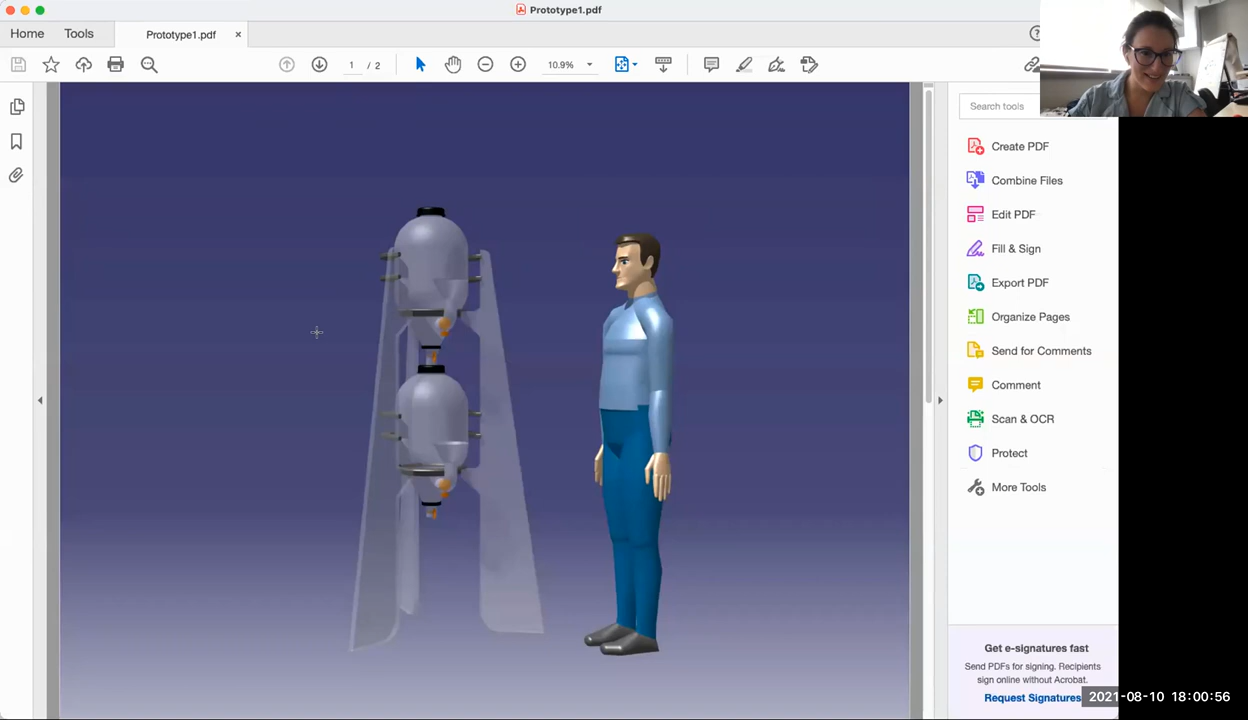 Prototype1.pdf
Home
Tools
Prototype1.pdf
1 / 2
10.9%
Search tools
Create PDF
Combine Files
Edit PDF
Fill & Sign
Export PDF
Organize Pages
Send for Comments
Comment
Scan & OCR
Protect
More Tools
Get e-signatures fast
Send PDFs for signing. Recipients
sign online without Acrobat.
Request Signatures
2021-08-10 18:00:56